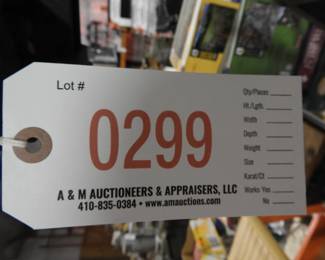 Lot #
0299
A & M AUCTIONEERS & APPRAISERS, LLC
410-835-0384 • www.amauctions.com
Qty/Pieces
Ht./Lgth.
Width
Depth
Weight
Size
Karat/Ct
Works Yes
No